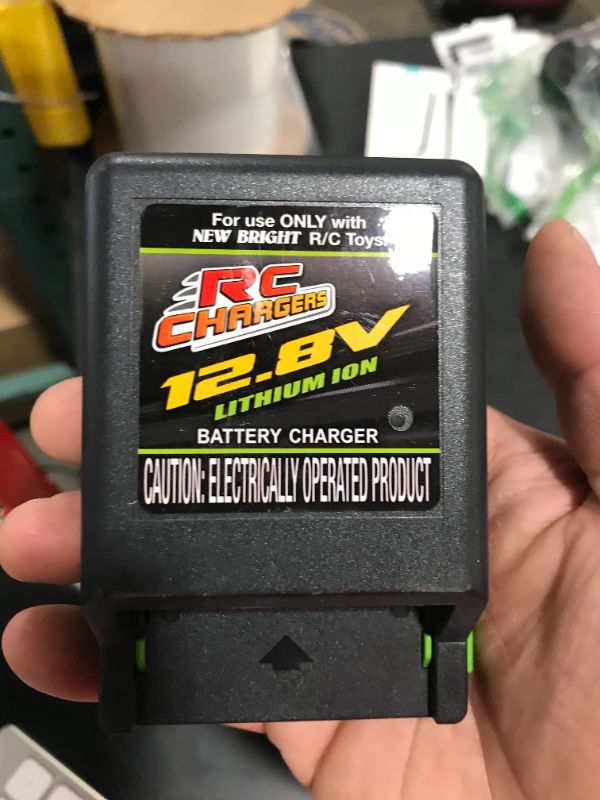 For use ONLY with
NEW BRIGHT R/C Toys
RC
CHARGERS
12.8V
LITHIUM ION
BATTERY CHARGER
CAUTION: ELECTRICALLY OPERATED PRODUCT